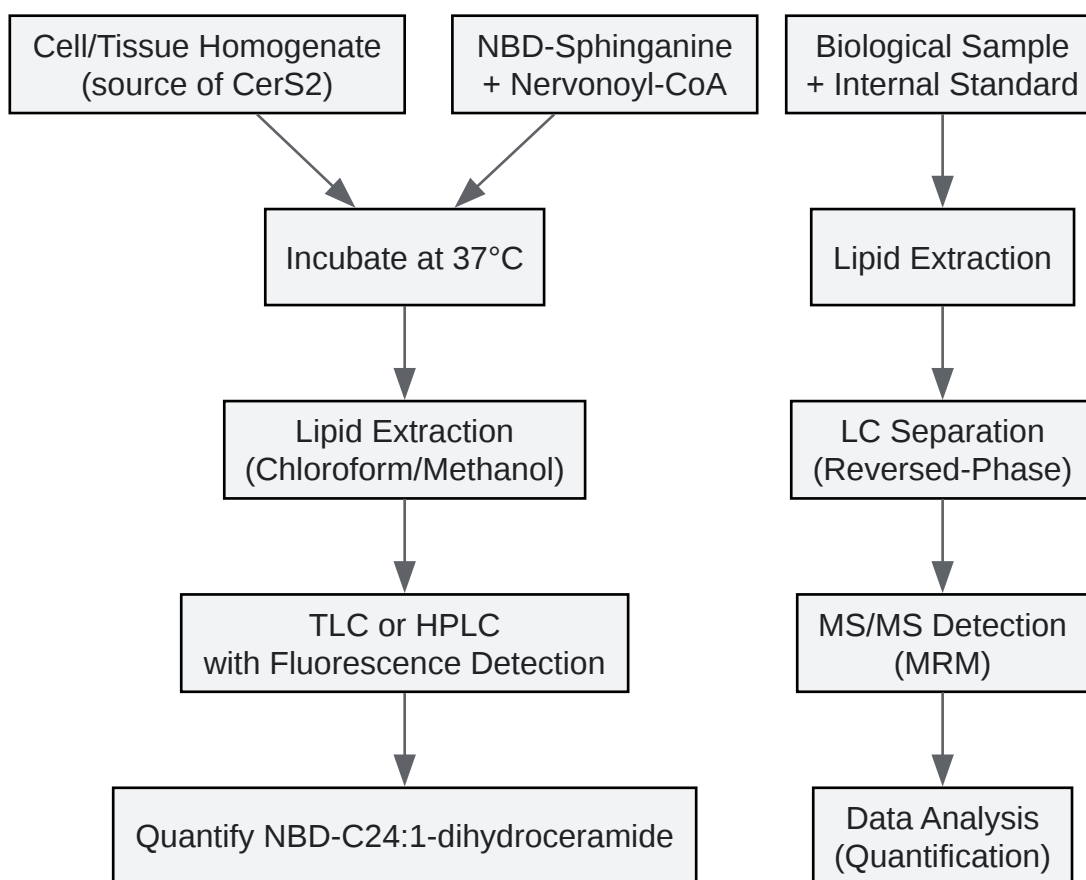 Cell/Tissue Homogenate
(source of CerS2)
NBD-Sphinganine
+ Nervonoyl-CoA
Biological Sample
+ Internal Standard
Incubate at 37°C
Lipid Extraction
Lipid Extraction
(Chloroform/Methanol)
LC Separation
(Reversed-Phase)
TLC or HPLC
with Fluorescence Detection
MS/MS Detection
(MRM)
Quantify NBD-C24:1-dihydroceramide
Data Analysis
(Quantification)